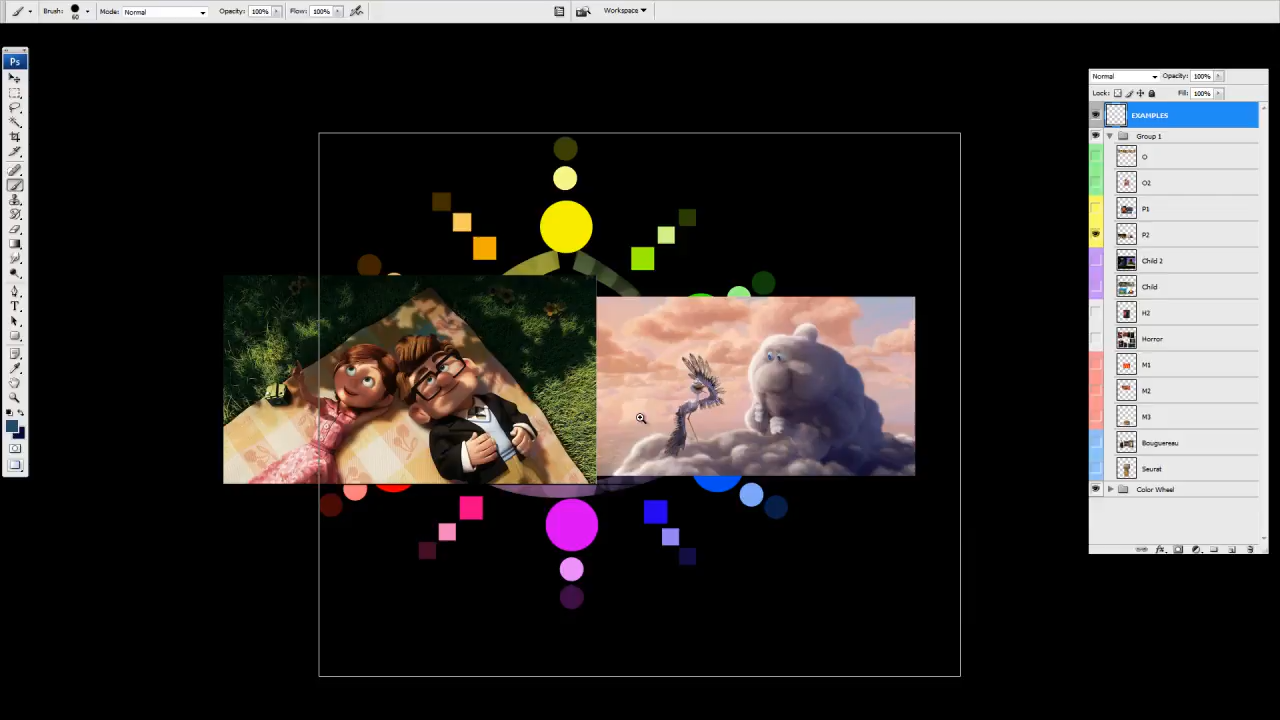 Brush: 60 Mode: Normal Opacity: 100% Flow: 100% Workspace
Ps
Normal Opacity: 100%
Lock: Fill: 100%
EXAMPLES
Group 1
O
O2
P1
P2
Child 2
Child
H2
Horror
M1
M2
M3
Bouguereau
Seurat
Color Wheel
T